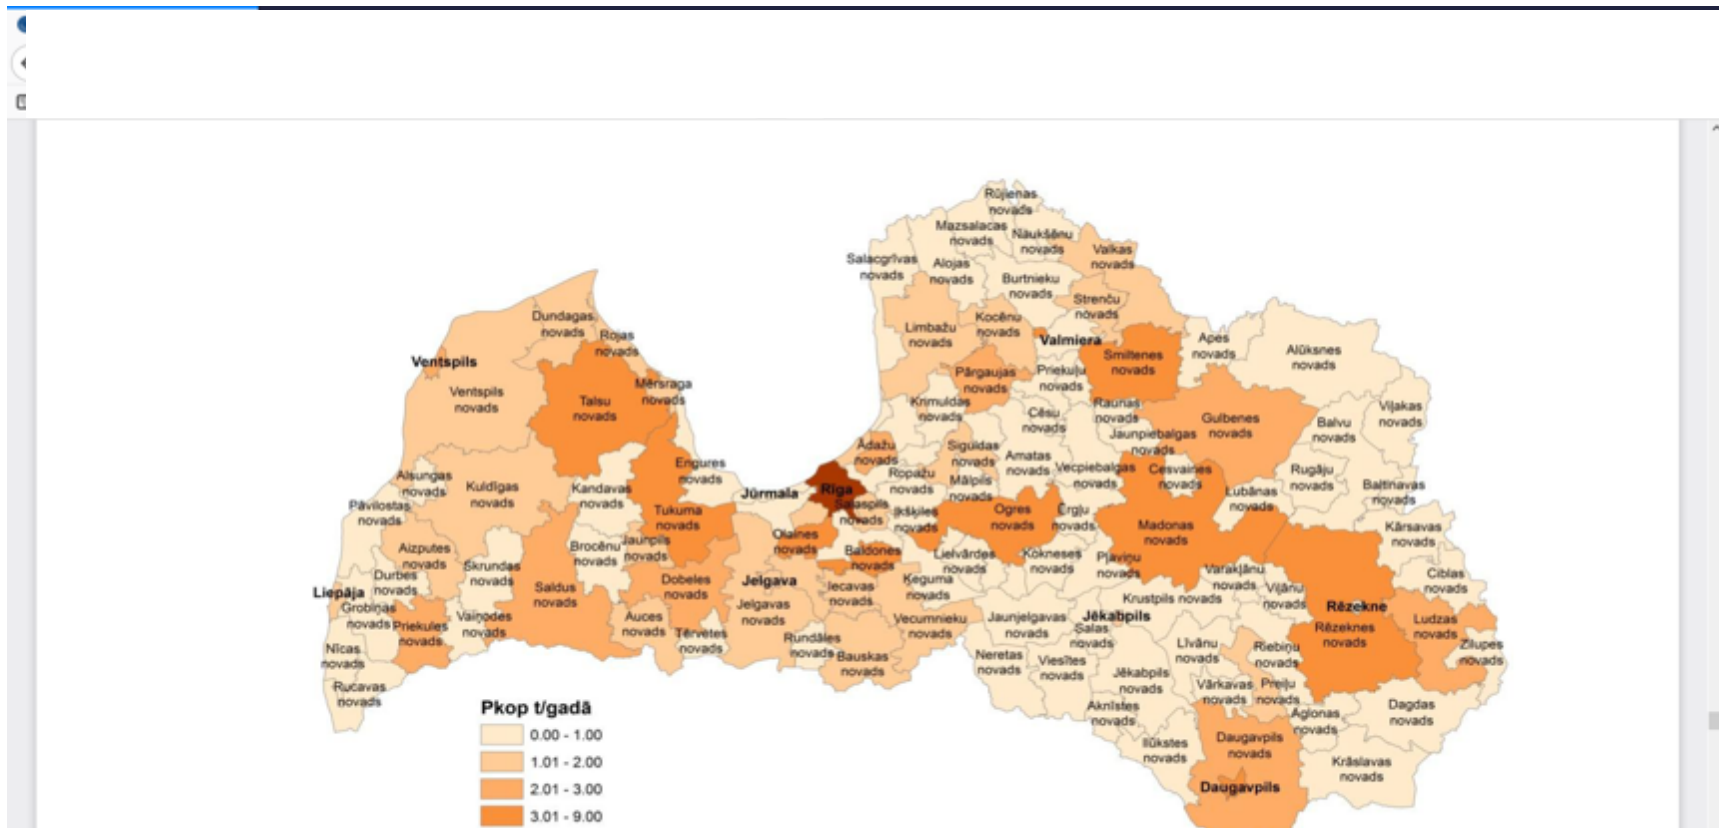 Rūjienas
novads
Mazsalacas
novads
Naukšēnu
novads
Valkas
novads
Salacgrīvas
novads
Alojas
novads
Burtnieku
novads
Strenču
novads
Dundagas
novads
Rojas
novads
Limbažu
novads
Kocēnu
novads
Valmiera
Smiltenes
novads
Apes
novads
Alūksnes
novads
Ventspils
Ventspils
novads
Talsu
novads
Mērsraga
novads
Pārgaujas
novads
Priekuļu
novads
Krimuldas
novads
Cēsu
novads
Raunas
novads
Gulbenes
novads
Balvu
novads
Viļakas
novads
Jaunpiebalgas
novads
Ādažu
novads
Siguldas
novads
Amatas
novads
Vecpiebalgas
novads
Cesvaines
novads
Rugāju
novads
Baltinavas
novads
Alsungas
novads
Kuldīgas
novads
Kandavas
novads
Engures
novads
Jūrmala
Rīga
Ropažu
novads
Mālpils
novads
Lubānas
novads
Pāvilostas
novads
Tukuma
novads
Salaspils
novads
Ikšķiles
novads
Ogres
novads
Ērgļu
novads
Madonas
novads
Kārsavas
novads
Aizputes
novads
Skrundas
novads
Brocēnu
novads
Jaunpils
novads
Olaines
novads
Baldones
novads
Lielvārdes
novads
Kokneses
novads
Pļaviņu
novads
Varakļānu
novads
Viļānu
novads
Ciblas
novads
Durbes
novads
Liepāja
Grobiņas
novads
Saldus
novads
Dobeles
novads
Jelgava
Jelgavas
novads
Iecavas
novads
Ķeguma
novads
Krustpils novads
Rēzekne
Rēzeknes
novads
Ludzas
novads
Zilupes
novads
Priekules
novads
Vaiņodes
novads
Auces
novads
Tērvetes
novads
Rundāles
novads
Vecumnieku
novads
Jaunjelgavas
novads
Jēkabpils
Salas
novads
Līvānu
novads
Riebiņu
novads
Nīcas
novads
Bauskas
novads
Neretas
novads
Viesītes
novads
Jēkabpils
novads
Vārkavas
novads
Preiļu
novads
Rucavas
novads
Aknīstes
novads
Aglonas
novads
Dagdas
novads
Ilūkstes
novads
Daugavpils
novads
Krāslavas
novads
Daugavpils
Pkop t/gadā
0.00 - 1.00
1.01 - 2.00
2.01 - 3.00
3.01 - 9.00